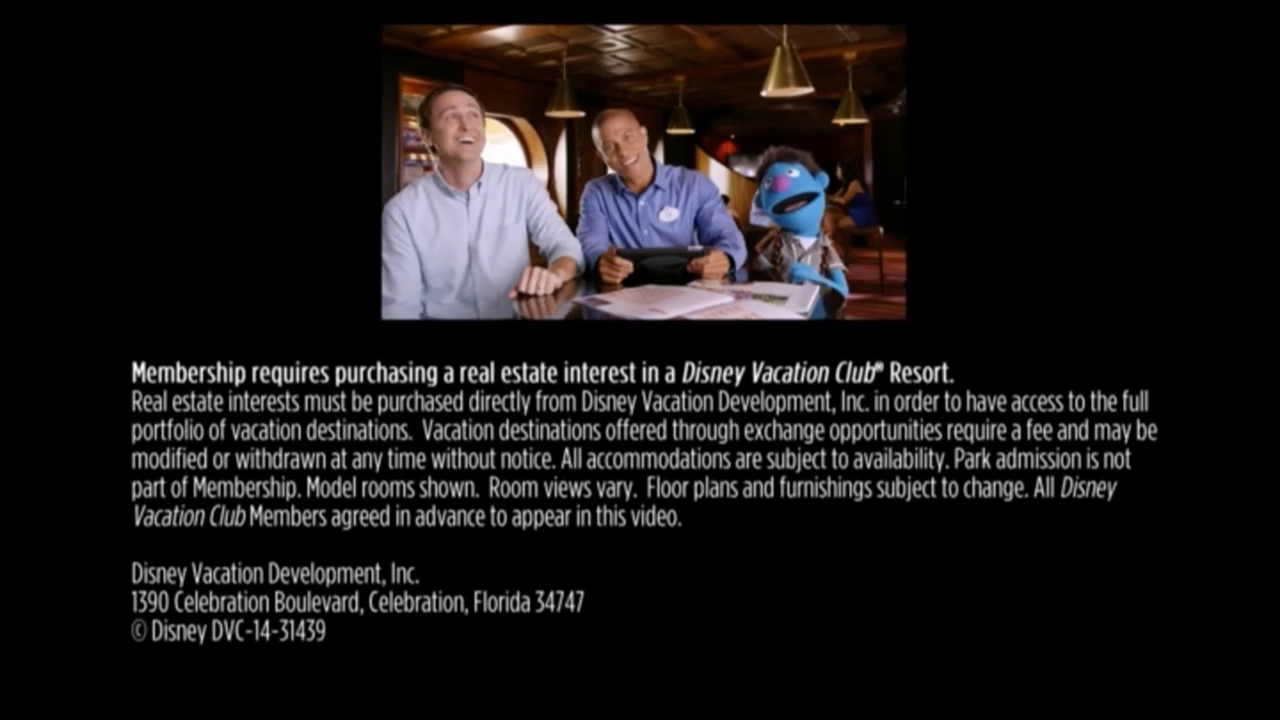 Membership requires purchasing a real estate interest in a Disney Vacation Club® Resort.
Real estate interests must be purchased directly from Disney Vacation Development, Inc. in order to have access to the full
portfolio of vacation destinations.  Vacation destinations offered through exchange opportunities require a fee and may be
modified or withdrawn at any time without notice. All accommodations are subject to availability. Park admission is not
part of Membership. Model rooms shown.  Room views vary.  Floor plans and furnishings subject to change. All Disney
Vacation Club Members agreed in advance to appear in this video.
Disney Vacation Development, Inc.
1390 Celebration Boulevard, Celebration, Florida 34747
© Disney DVC-14-31439